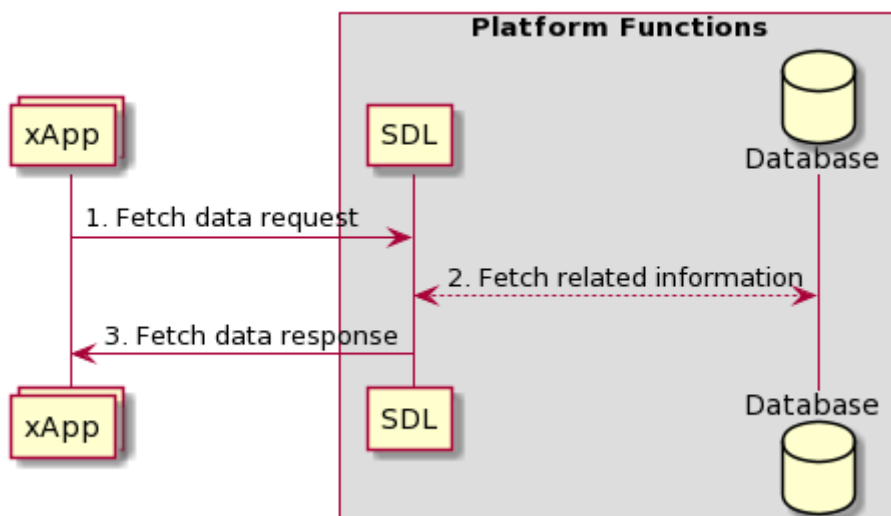 Platform Functions
xApp
SDL
Database
1. Fetch data request
2. Fetch related information
3. Fetch data response
xApp
SDL
Database